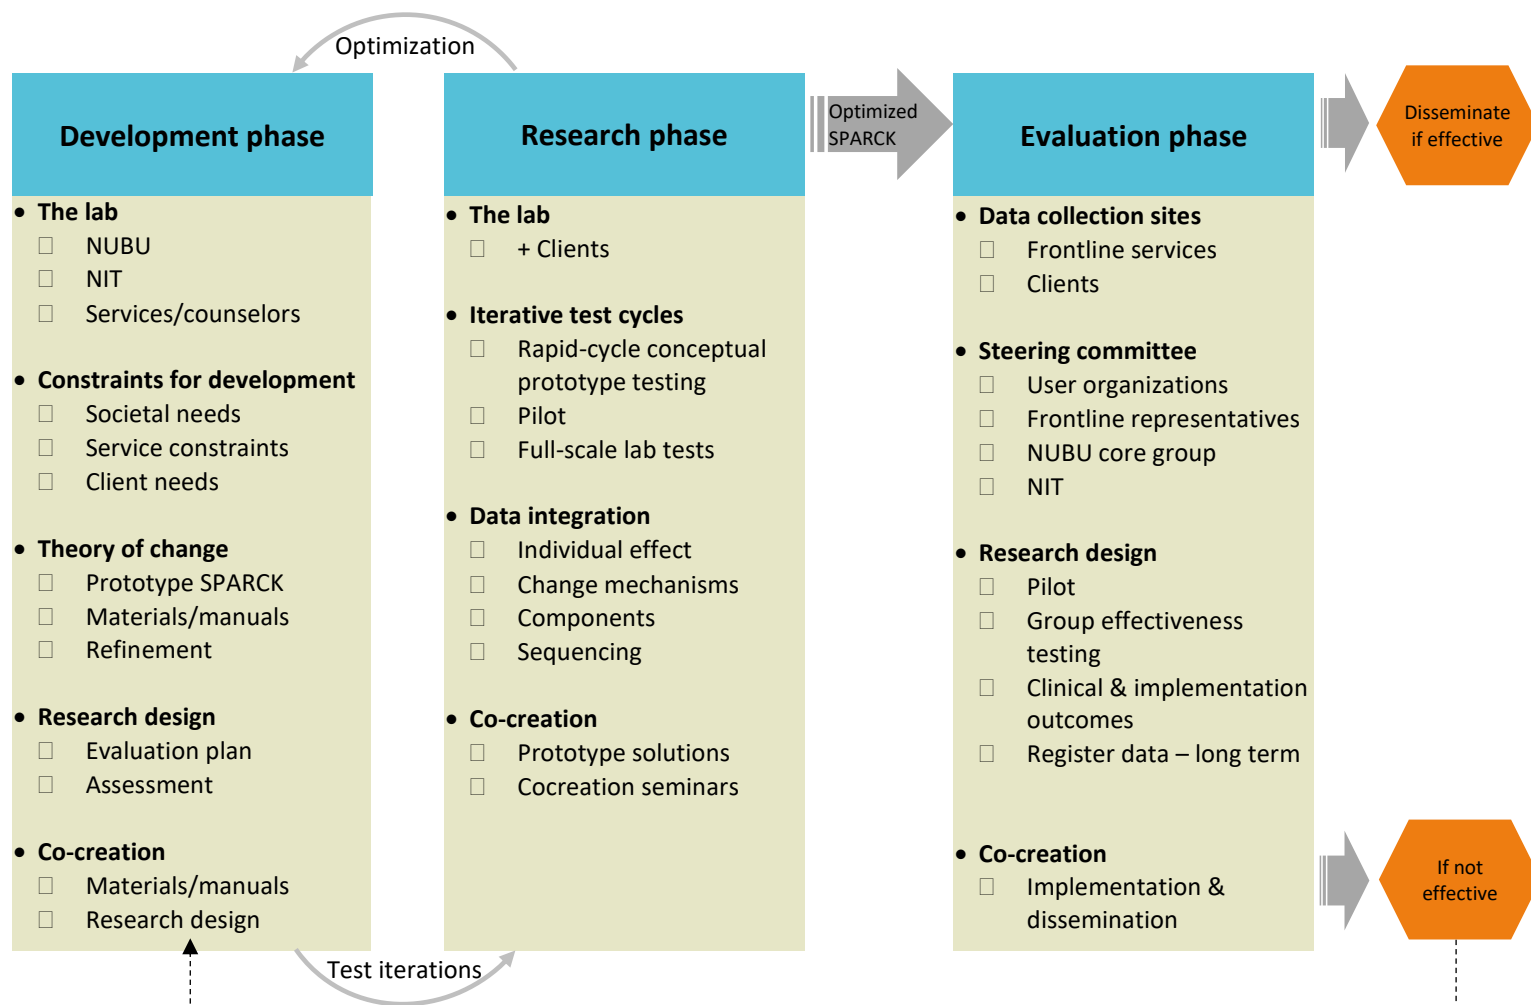 Optimization
Development phase
• The lab
NUBU
NIT
Services/counselors
• Constraints for development
Societal needs
Service constraints
Client needs
• Theory of change
Prototype SPARCK
Materials/manuals
Refinement
• Research design
Evaluation plan
Assessment
• Co-creation
Materials/manuals
Research design
Test iterations
Research phase
• The lab
+ Clients
• Iterative test cycles
Rapid-cycle conceptual
prototype testing
Pilot
Full-scale lab tests
• Data integration
Individual effect
Change mechanisms
Components
Sequencing
• Co-creation
Prototype solutions
Cocreation seminars
Optimized
SPARCK
Evaluation phase
• Data collection sites
Frontline services
Clients
• Steering committee
User organizations
Frontline representatives
NUBU core group
NIT
• Research design
Pilot
Group effectiveness
testing
Clinical & implementation
outcomes
Register data – long term
• Co-creation
Implementation &
dissemination
Disseminate
if effective
If not
effective